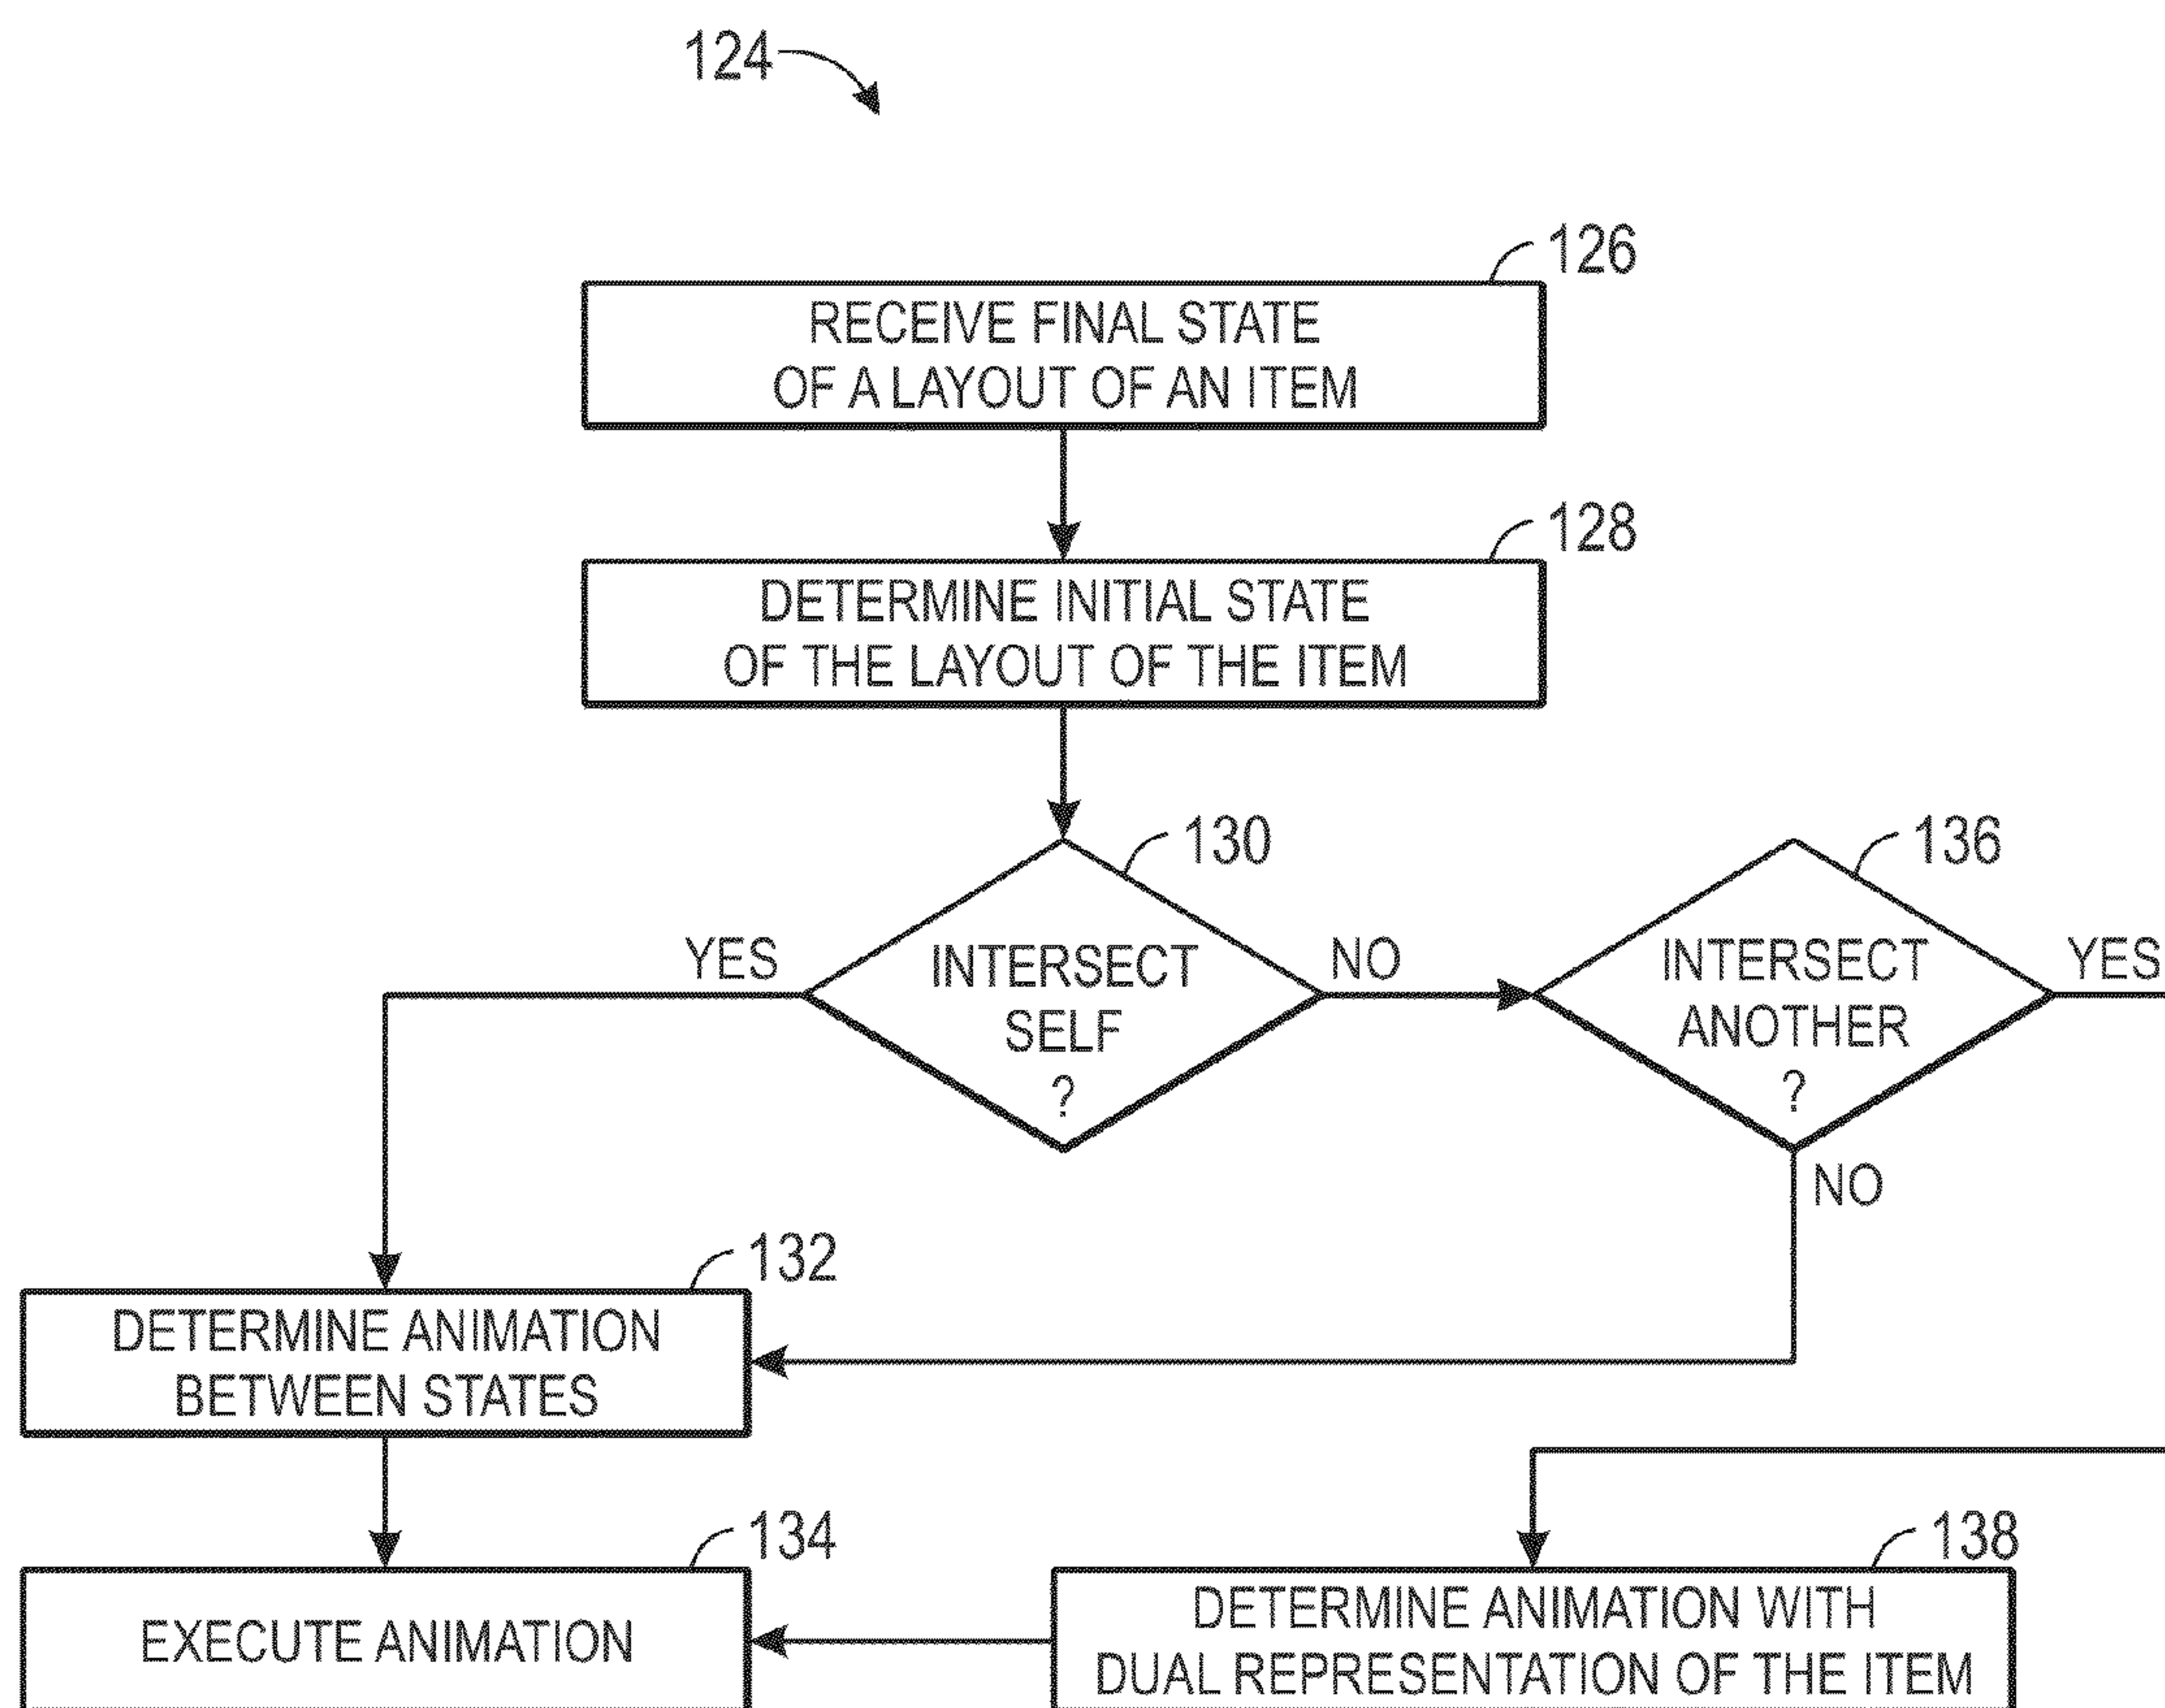 124
126
RECEIVE FINAL STATE
OF A LAYOUT OF AN ITEM
128
DETERMINE INITIAL STATE
OF THE LAYOUT OF THE ITEM
130
136
YES
INTERSECT
SELF
?
NO
INTERSECT
ANOTHER
?
YES
NO
132
DETERMINE ANIMATION
BETWEEN STATES
134
EXECUTE ANIMATION
138
DETERMINE ANIMATION WITH
DUAL REPRESENTATION OF THE ITEM